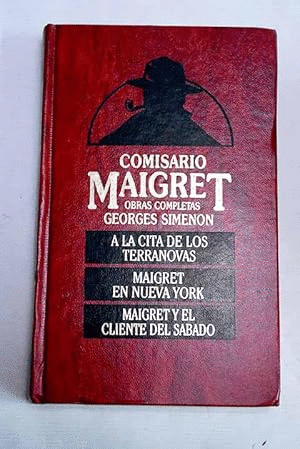 COMISARIO
MAIGRET
OBRAS COMPLETAS
GEORGES SIMENON
A LA CITA DE LOS
TERRANOVAS
MAIGRET
EN NUEVA YORK
MAIGRET Y EL
CLIENTE DEL SABADO